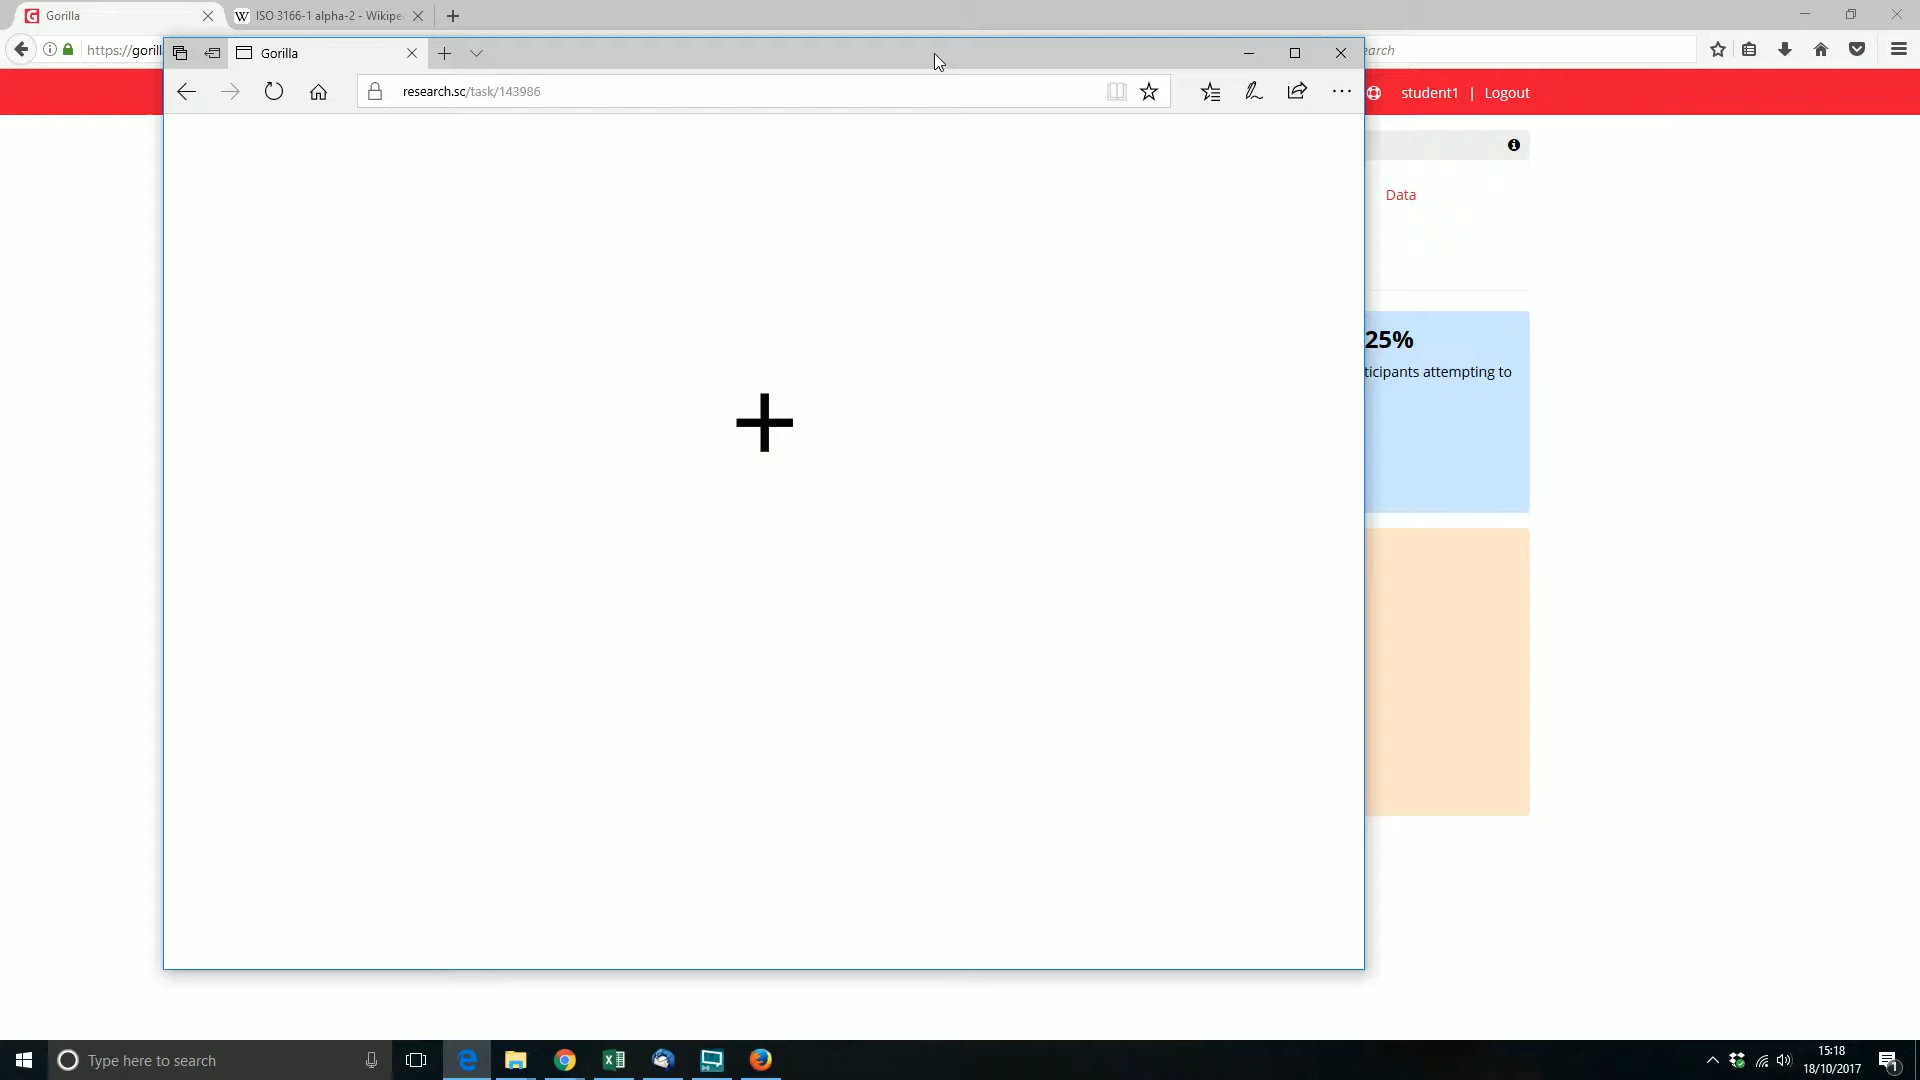 Gorilla
ISO 3166-1 alpha-2 - Wikipe
https://gorill
earch
Gorilla
research.sc/task/143986
student1 | Logout
Data
25%
ticipants attempting to
Type here to search
15:18
18/10/2017
1